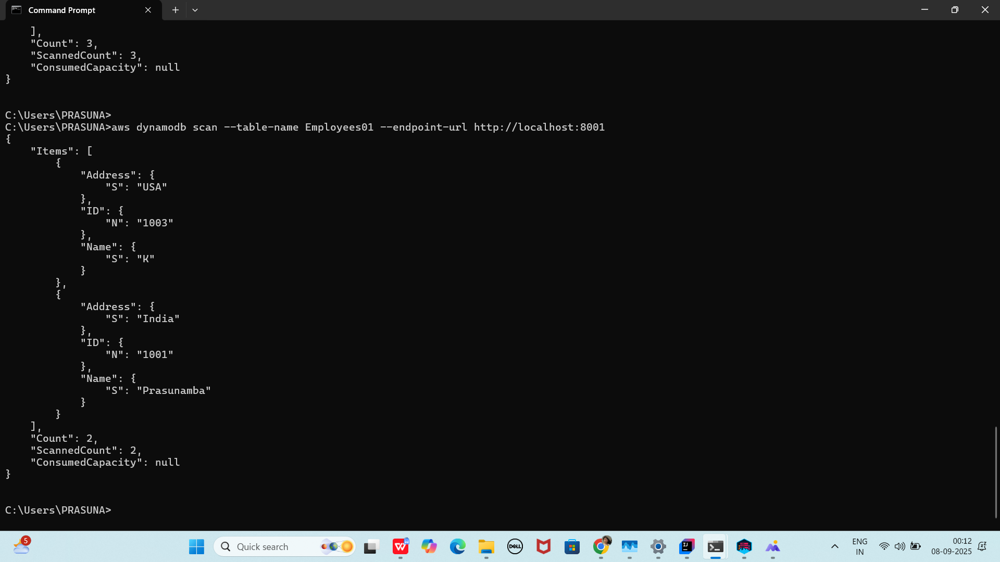 Command Prompt
    ],
    "Count": 3,
    "ScannedCount": 3,
    "ConsumedCapacity": null
}
C:\Users\PRASUNA>
C:\Users\PRASUNA>aws dynamodb scan --table-name Employees01 --endpoint-url http://localhost:8001
{
    "Items": [
        {
            "Address": {
                "S": "USA"
            },
            "ID": {
                "N": "1003"
            },
            "Name": {
                "S": "K"
            }
        },
        {
            "Address": {
                "S": "India"
            },
            "ID": {
                "N": "1001"
            },
            "Name": {
                "S": "Prasunamba"
            }
        }
    ],
    "Count": 2,
    "ScannedCount": 2,
    "ConsumedCapacity": null
}
C:\Users\PRASUNA>
5
Quick search
W
DELL
IJ
ENG
IN
00:12
08-09-2025